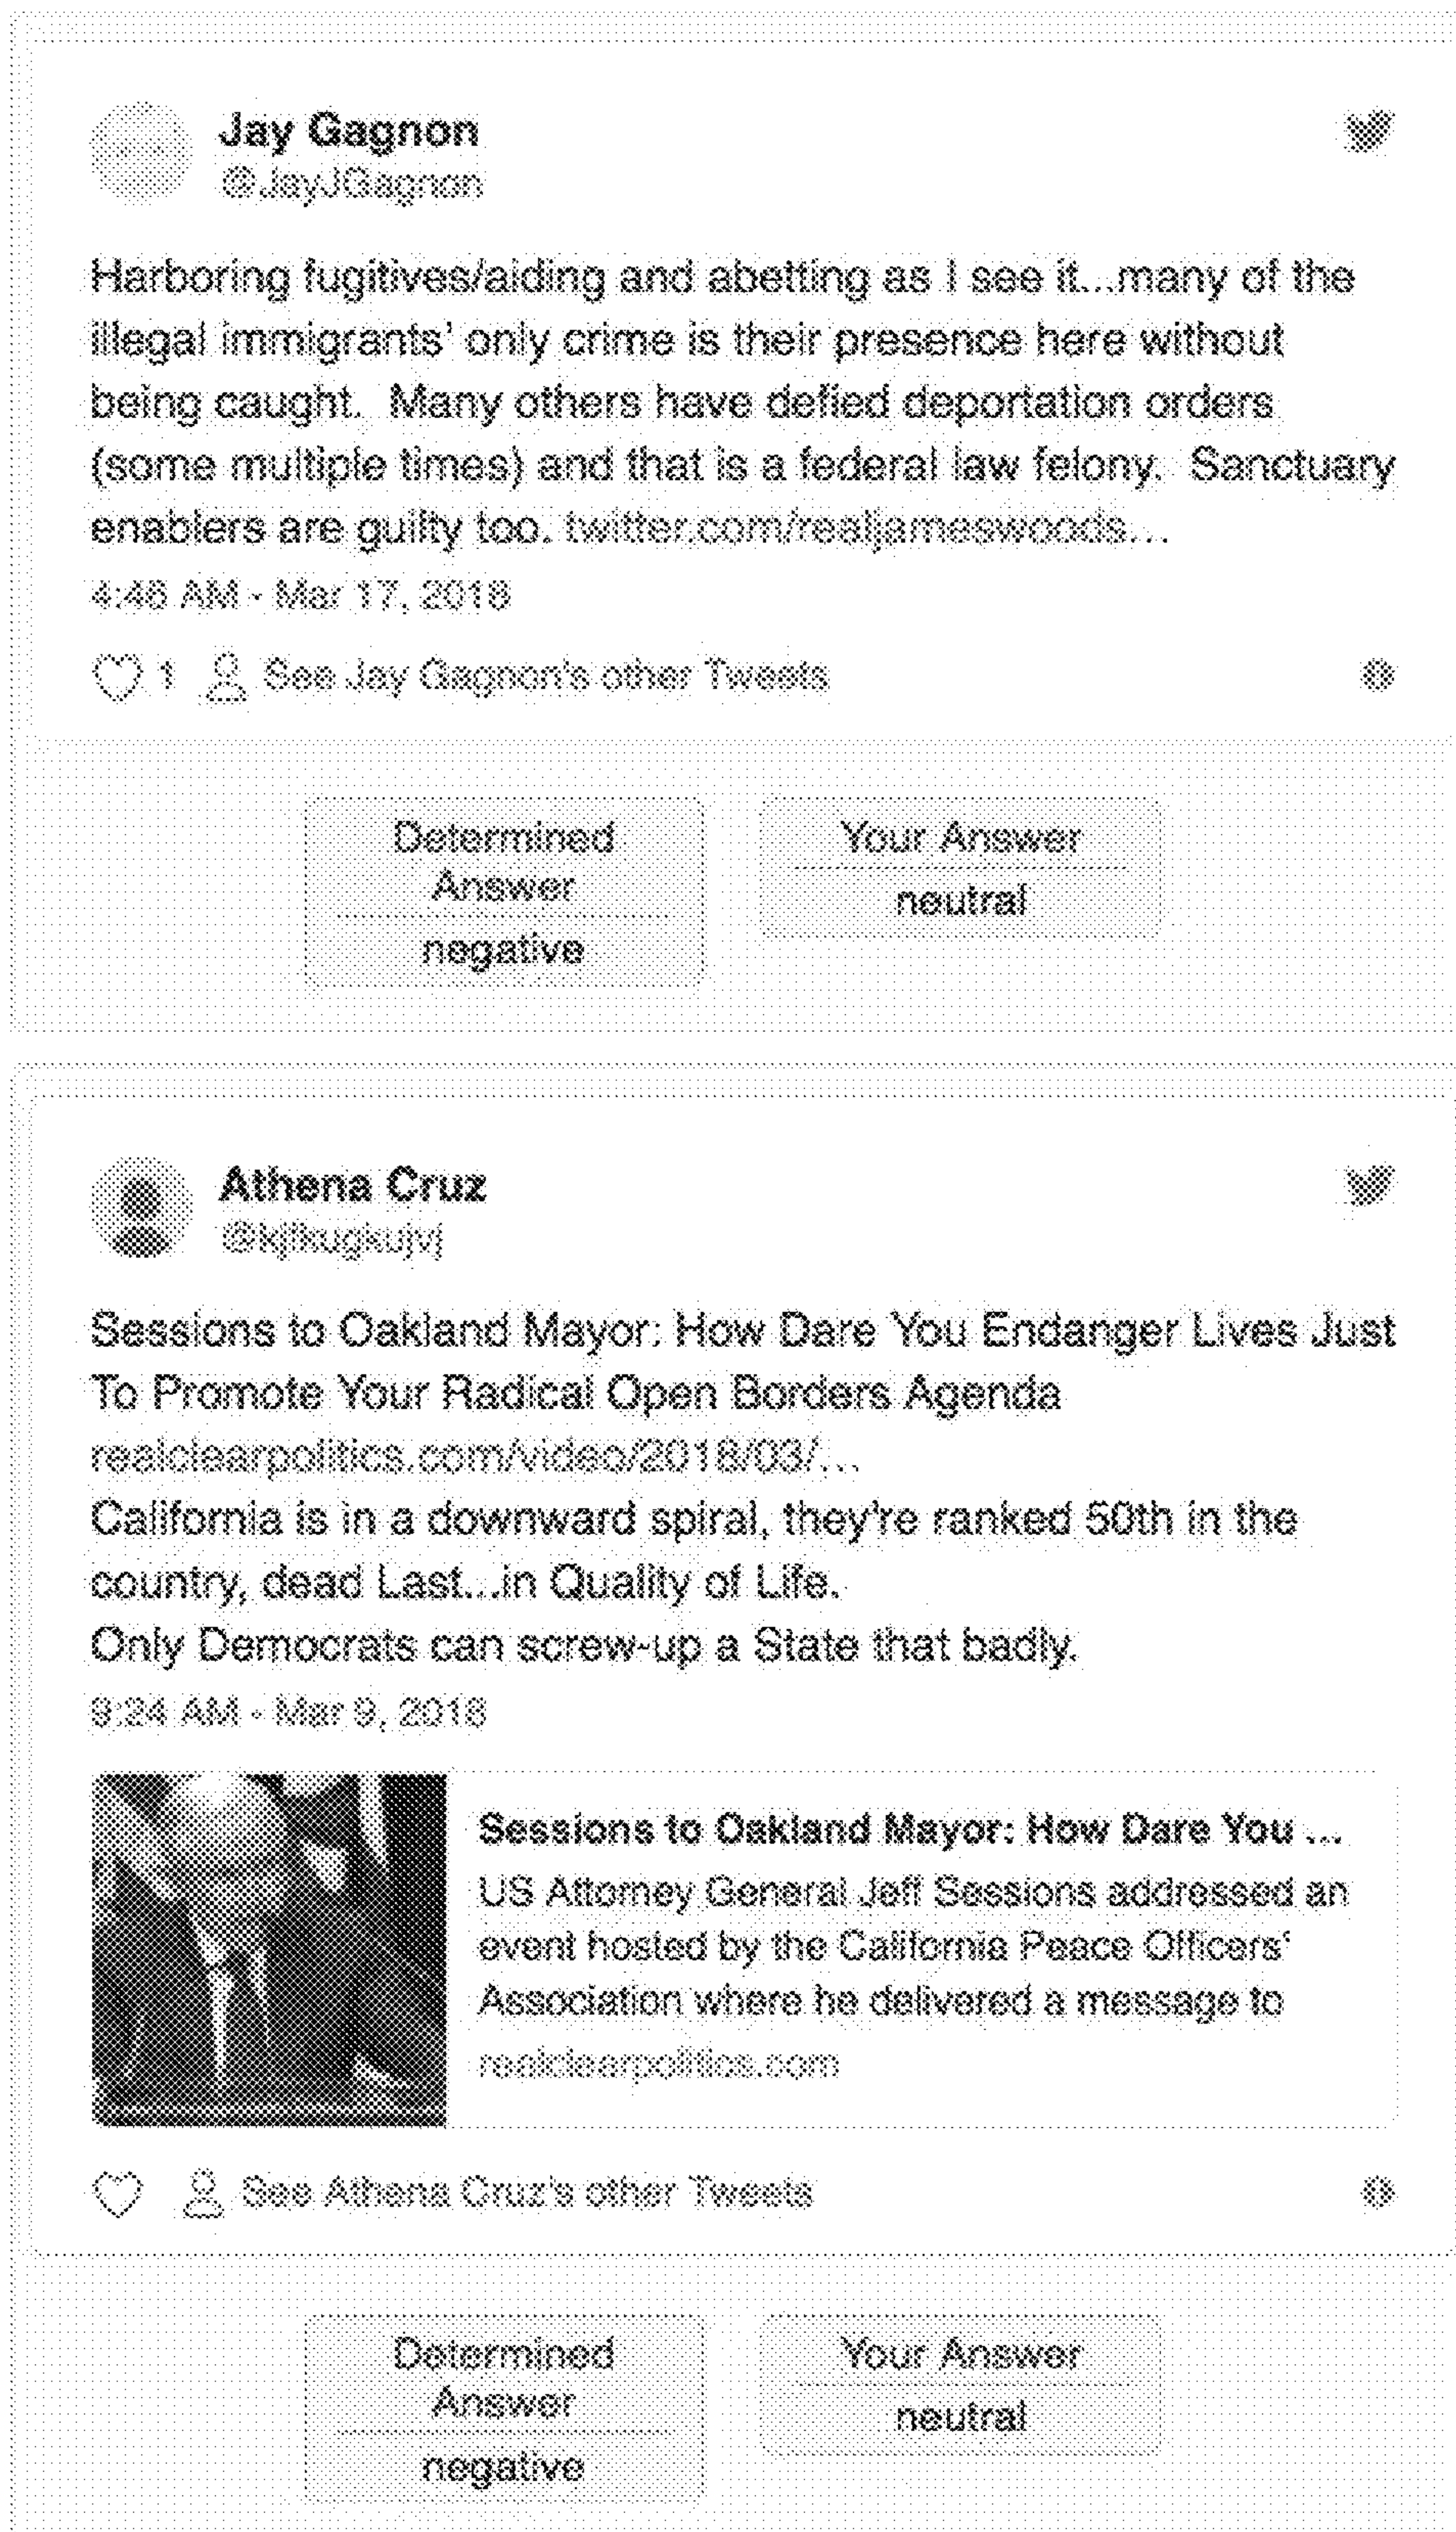 Jay Gagnon
@JayJGagnon
Harboring fugitives/aiding and abetting as I see it...many of the
illegal immigrants' only crime is their presence here without
being caught.  Many others have defied deportation orders
(some multiple times) and that is a federal law felony.  Sanctuary
enablers are guilty too. twitter.com/realjameswoods...
4:46 AM - Mar 17, 2018
1 See Jay Gagnon's other Tweets
Determined
Answer
negative
Your Answer
neutral
Athena Cruz
@kjlkugkujvj
Sessions to Oakland Mayor: How Dare You Endanger Lives Just
To Promote Your Radical Open Borders Agenda
realclearpolitics.com/video/2018/03/...
California is in a downward spiral, they're ranked 50th in the
country, dead Last...in Quality of Life.
Only Democrats can screw-up a State that badly.
9:24 AM - Mar 9, 2018
Sessions to Oakland Mayor: How Dare You ...
US Attorney General Jeff Sessions addressed an
event hosted by the California Peace Officers'
Association where he delivered a message to
realclearpolitics.com
See Athena Cruz's other Tweets
Determined
Answer
negative
Your Answer
neutral